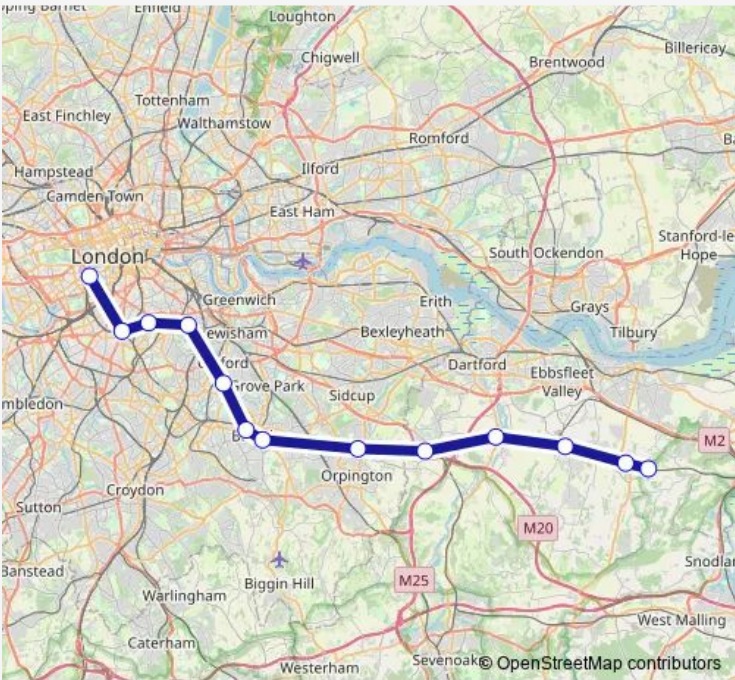 Enfield
Loughton
Chigwell
Billericay
Brentwood
Tottenham
East Finchley
Walthamstow
Romford
Hampstead
Ilford
Camden Town
East Ham
London
South Ockendon
Stanford-le
Hope
Greenwich
Erith
Grays
Tilbury
ewisham
Bexleyheath
Dartford
Ebbsfleet
Valley
Grove Park
Sidcup
mbledon
M2
Orpington
Croydon
Sutton
M20
Banstead
Biggin Hill
M25
Snodlan
Warlingham
West Malling
Caterham
Westerham
Sevenoaks
© OpenStreetMap contributors